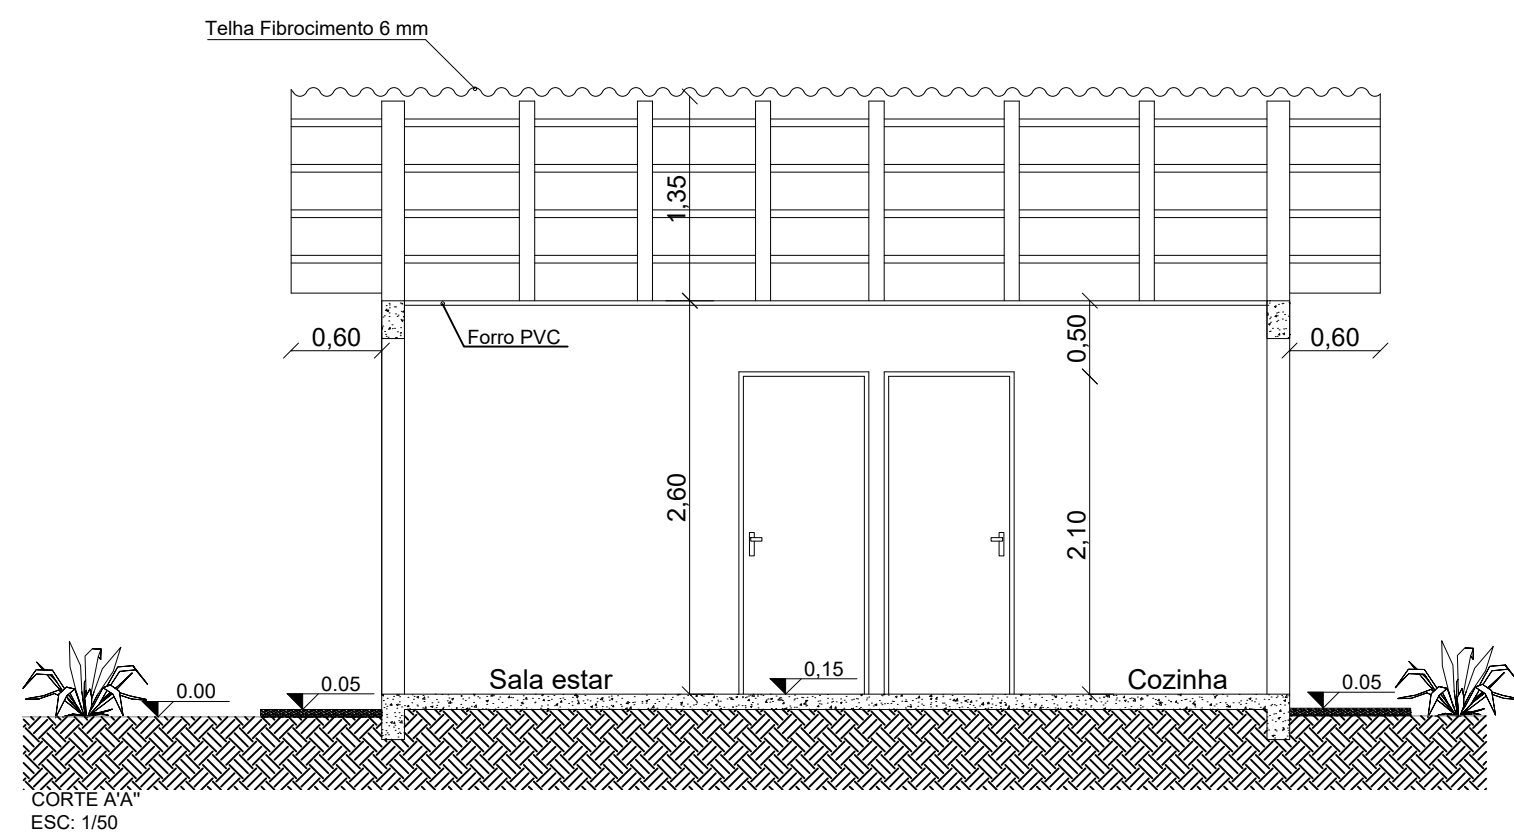 Telha Fibrocimento 6 mm
1,35
0,60
Forro PVC
0,50
0,60
2,60
2,10
Sala estar
0,15
Cozinha
0.00
0.05
0.05
CORTE A'A"
ESC: 1/50